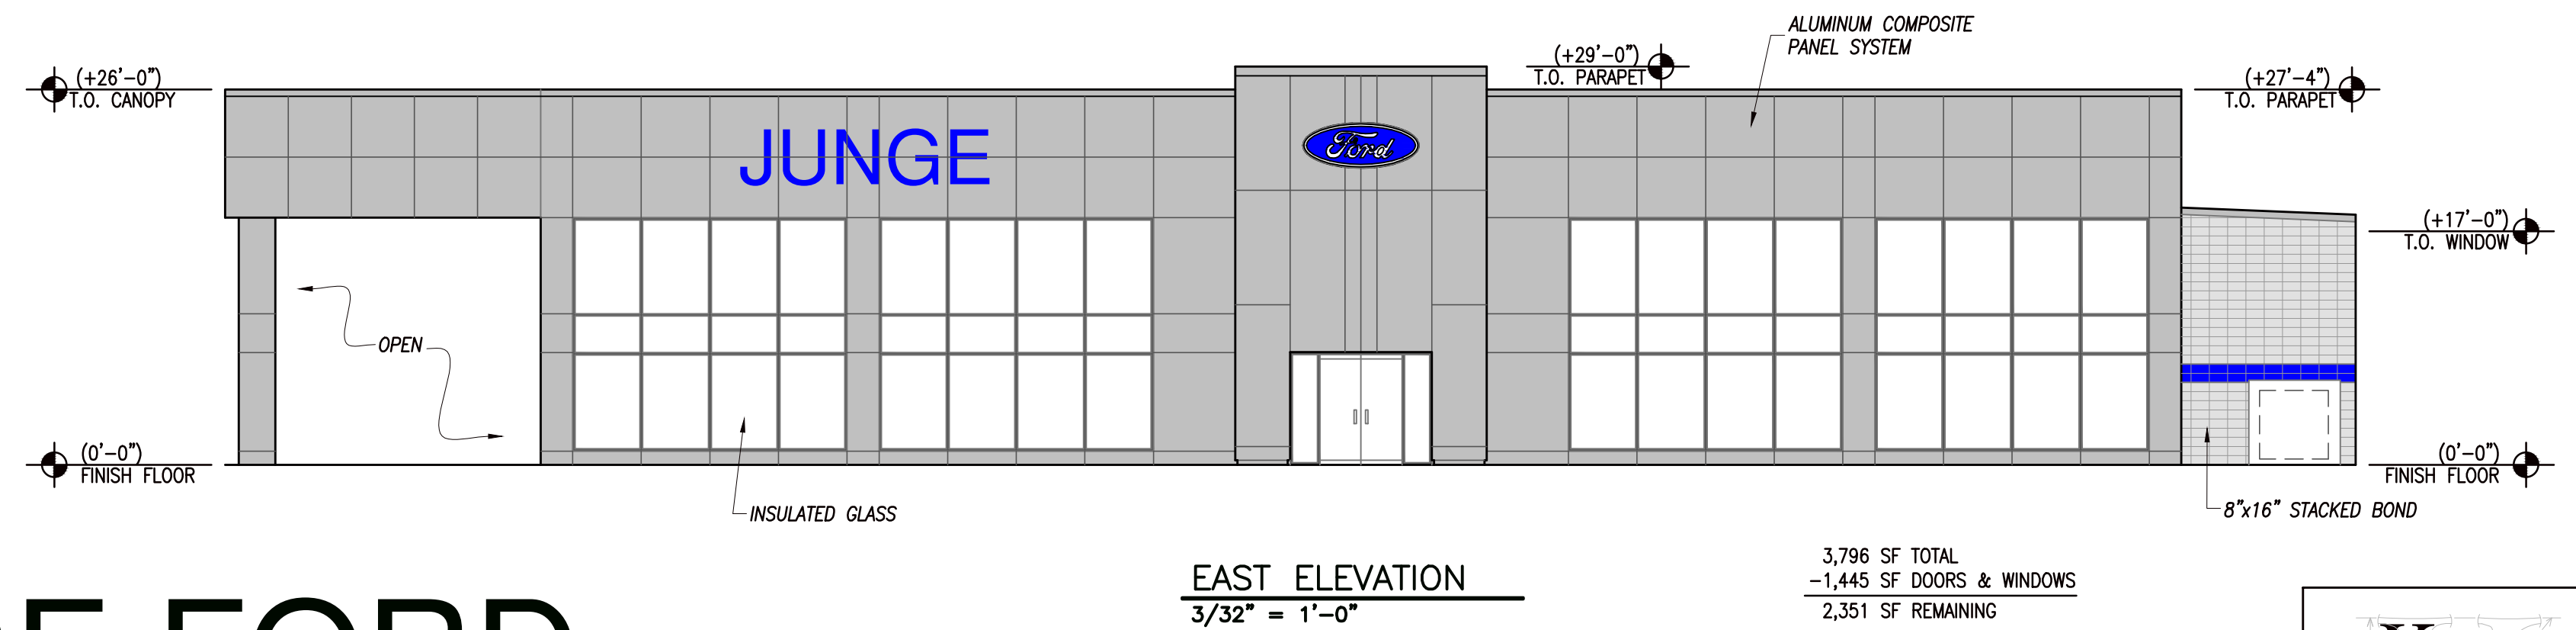 ALUMINUM COMPOSITE
PANEL SYSTEM
(+29'-0")
T.O. PARAPET
(+26'-0")
T.O. CANOPY
(+27'-4")
T.O. PARAPET
JUNGE
Ford
(+17'-0")
T.O. WINDOW
OPEN
(0'-0")
FINISH FLOOR
(0'-0")
FINISH FLOOR
INSULATED GLASS
8"x16" STACKED BOND
EAST ELEVATION
3/32" = 1'-0"
3,796 SF TOTAL
-1,445 SF DOORS & WINDOWS
2,351 SF REMAINING
FORD